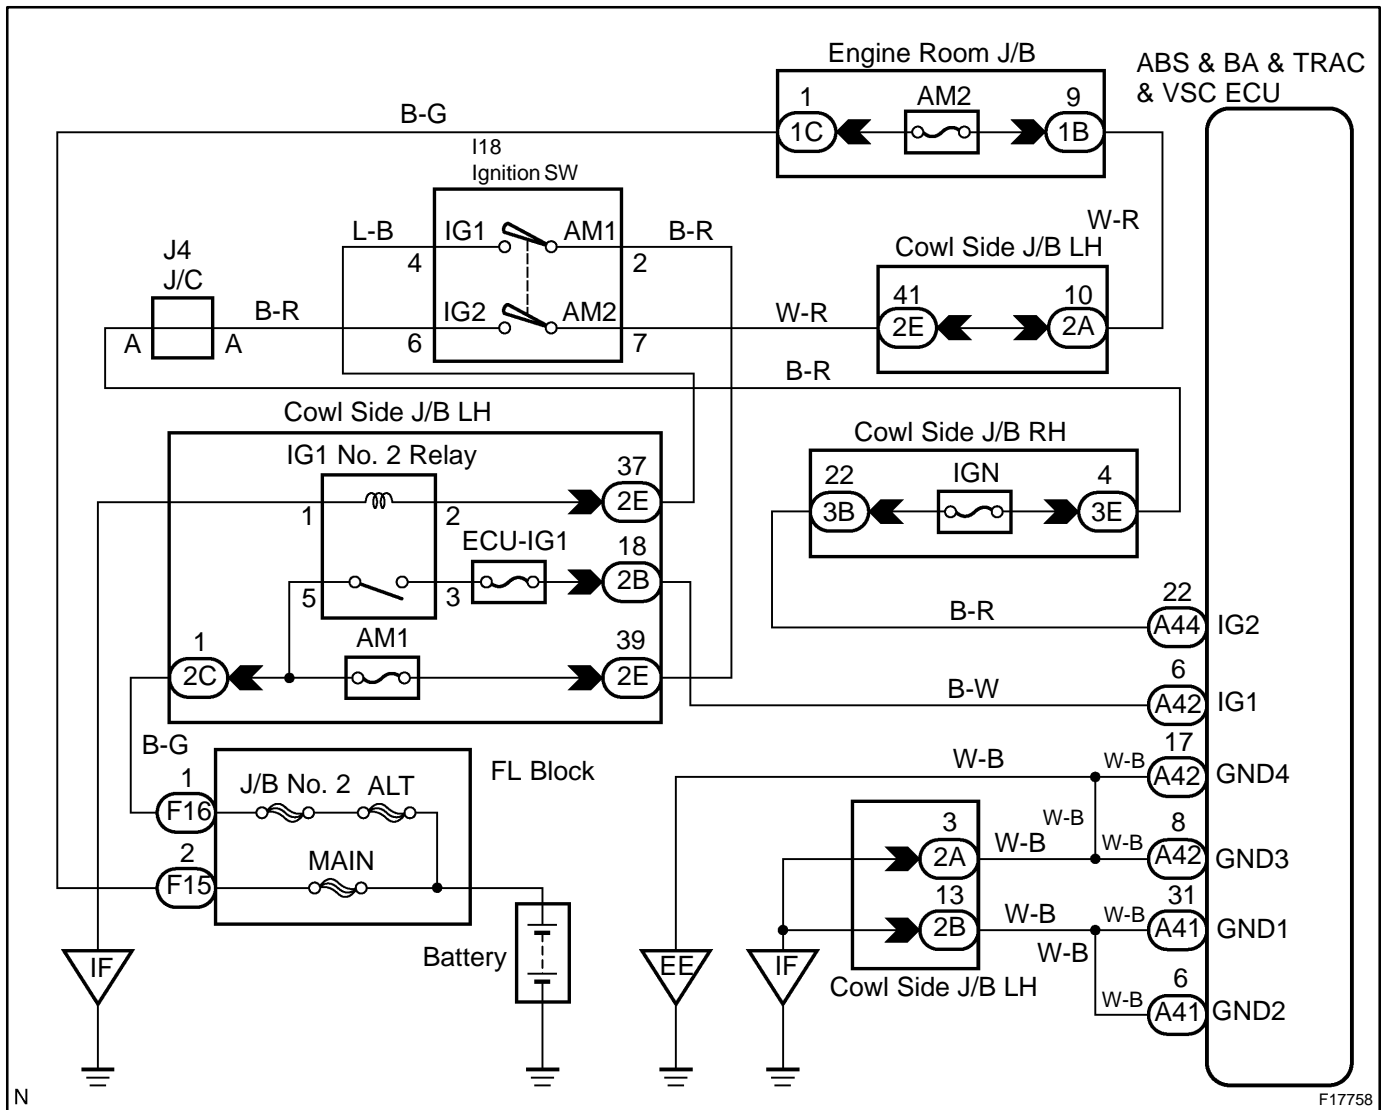 Engine Room J/B
ABS & BA & TRAC
& VSC ECU
1
AM2
9
B-G
1C
1B
I18
Ignition SW
W-R
L-B
IG1
AM1
B-R
4
2
Cowl Side J/B LH
J4
J/C
41
10
B-R
IG2
AM2
W-R
2E
2A
A
A
6
7
B-R
Cowl Side J/B LH
Cowl Side J/B RH
IG1 No. 2 Relay
37
22
IGN
4
2E
3B
3E
1
2
ECU-IG1
18
2B
5
3
22
B-R
A44
IG2
1
AM1
39
2C
2E
6
B-W
A42
IG1
B-G
17
W-B
W-B
A42
GND4
1
J/B No. 2
ALT
FL Block
F16
3
W-B
8
W-B
W-B
2A
A42
GND3
2
MAIN
F15
13
31
W-B
W-B
2B
A41
GND1
W-B
Battery
IF
EE
IF
Cowl Side J/B LH
6
W-B
A41
GND2
N
F17758